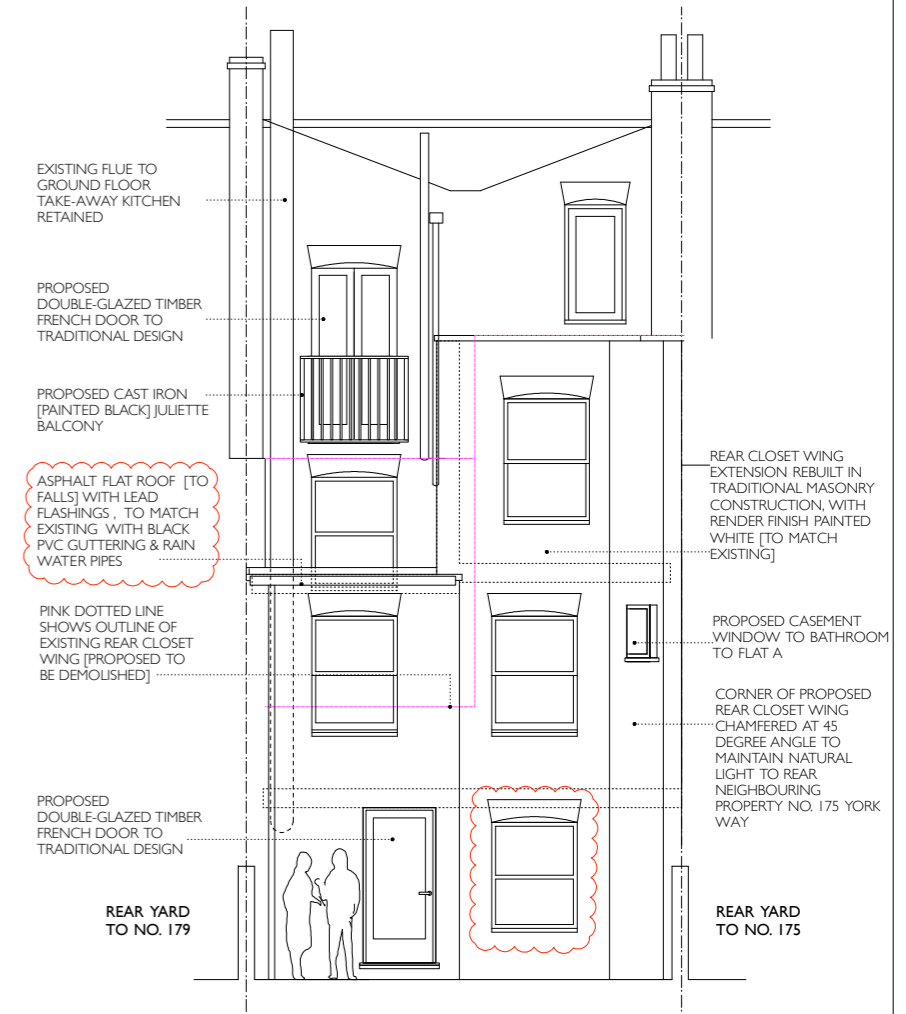 EXISTING FLUE TO
GROUND FLOOR
TAKE-AWAY KITCHEN
RETAINED
PROPOSED
DOUBLE-GLAZED TIMBER
FRENCH DOOR TO
TRADITIONAL DESIGN
PROPOSED CAST IRON
[PAINTED BLACK] JULIETTE
BALCONY
ASPHALT FLAT ROOF [TO
FALLS] WITH LEAD
FLASHINGS , TO MATCH
EXISTING WITH BLACK
PVC GUTTERING & RAIN
WATER PIPES
PINK DOTTED LINE
SHOWS OUTLINE OF
EXISTING REAR CLOSET
WING [PROPOSED TO
BE DEMOLISHED]
PROPOSED
DOUBLE-GLAZED TIMBER
FRENCH DOOR TO
TRADITIONAL DESIGN
REAR YARD
TO NO. 179
REAR CLOSET WING
EXTENSION REBUILT IN
TRADITIONAL MASONRY
CONSTRUCTION, WITH
RENDER FINISH PAINTED
WHITE [TO MATCH
EXISTING]
PROPOSED CASEMENT
WINDOW TO BATHROOM
TO FLAT A
CORNER OF PROPOSED
REAR CLOSET WING
CHAMFERED AT 45
DEGREE ANGLE TO
MAINTAIN NATURAL
LIGHT TO REAR
NEIGHBOURING
PROPERTY NO. 175 YORK
WAY
REAR YARD
TO NO. 175